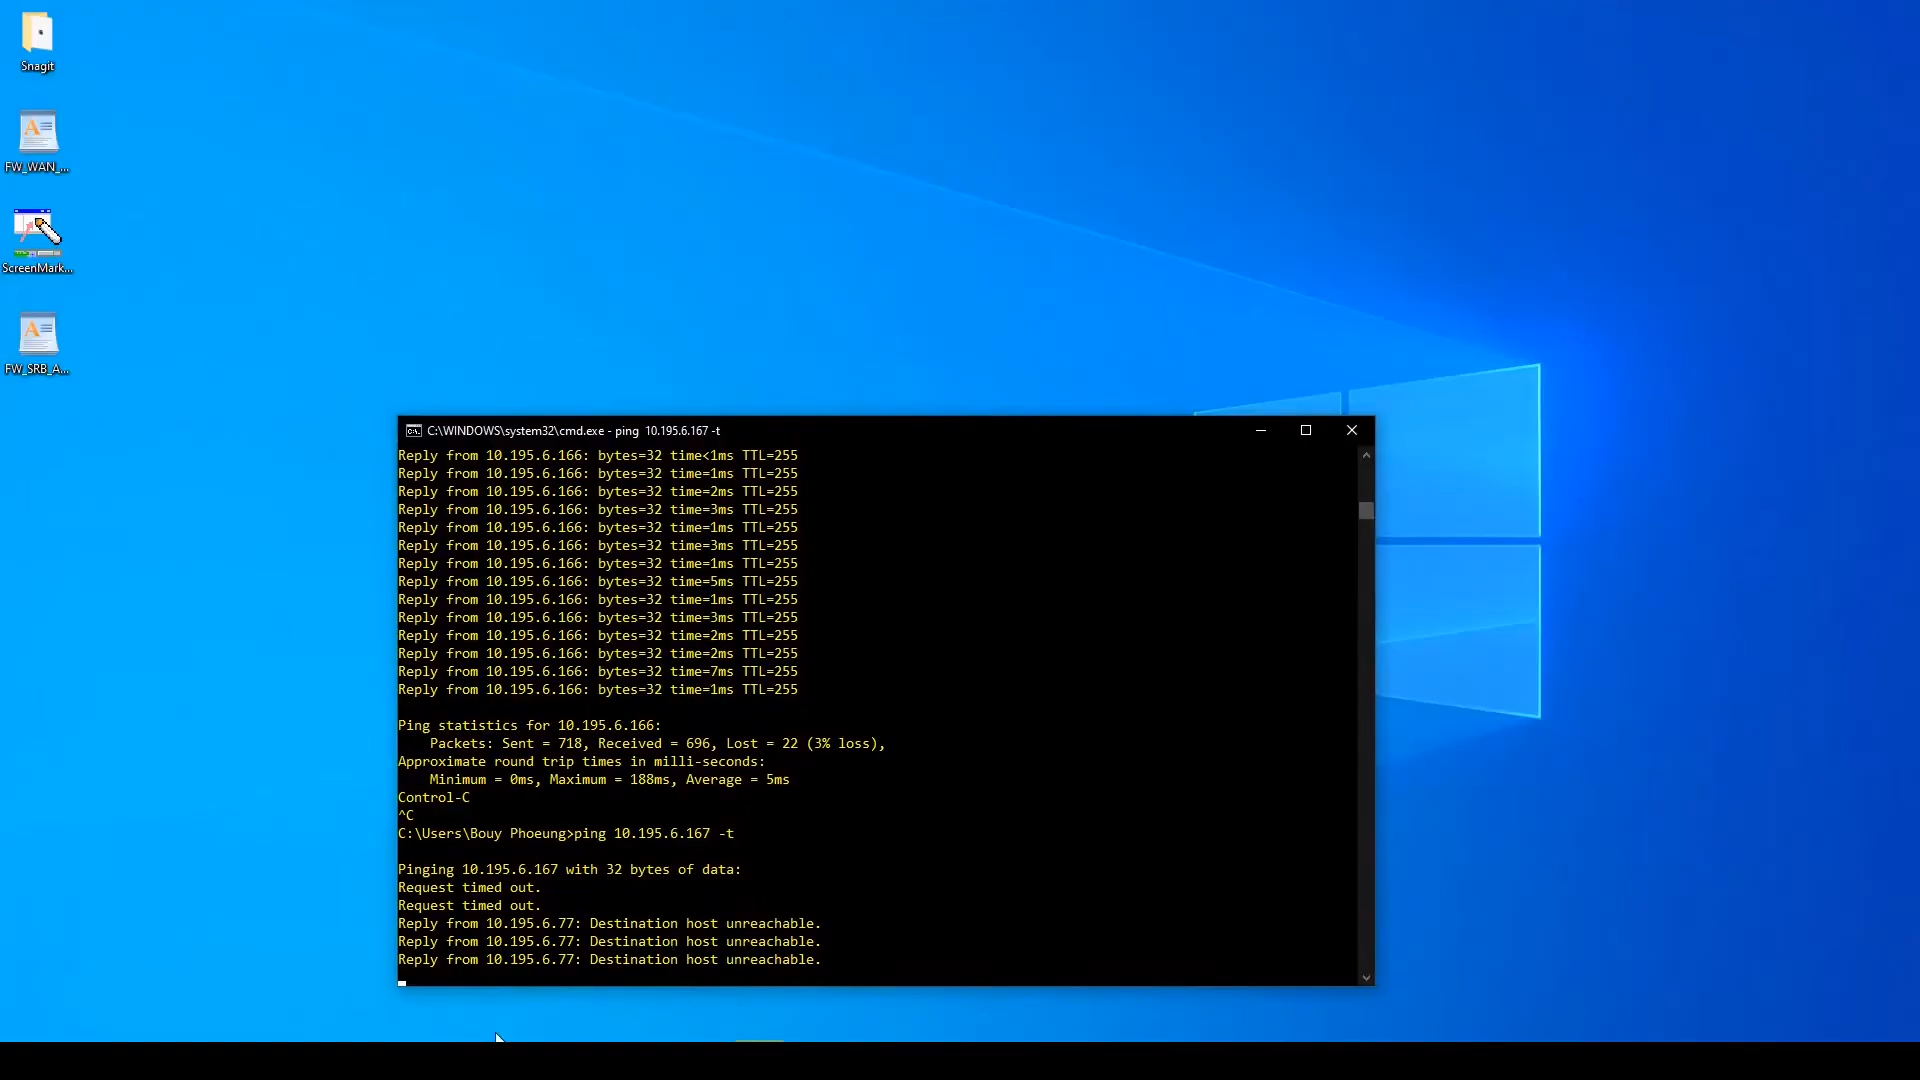 Snagit
FW_WAN_...
ScreenMark...
FW_SRB_A...
C:\WINDOWS\system32\cmd.exe - ping  10.195.6.167 -t
Reply from 10.195.6.166: bytes=32 time<1ms TTL=255
Reply from 10.195.6.166: bytes=32 time=1ms TTL=255
Reply from 10.195.6.166: bytes=32 time=2ms TTL=255
Reply from 10.195.6.166: bytes=32 time=3ms TTL=255
Reply from 10.195.6.166: bytes=32 time=1ms TTL=255
Reply from 10.195.6.166: bytes=32 time=3ms TTL=255
Reply from 10.195.6.166: bytes=32 time=1ms TTL=255
Reply from 10.195.6.166: bytes=32 time=5ms TTL=255
Reply from 10.195.6.166: bytes=32 time=1ms TTL=255
Reply from 10.195.6.166: bytes=32 time=3ms TTL=255
Reply from 10.195.6.166: bytes=32 time=2ms TTL=255
Reply from 10.195.6.166: bytes=32 time=2ms TTL=255
Reply from 10.195.6.166: bytes=32 time=7ms TTL=255
Reply from 10.195.6.166: bytes=32 time=1ms TTL=255
Ping statistics for 10.195.6.166:
Packets: Sent = 718, Received = 696, Lost = 22 (3% loss),
Approximate round trip times in milli-seconds:
Minimum = 0ms, Maximum = 188ms, Average = 5ms
Control-C
^C
C:\Users\Bouy Phoeung>ping 10.195.6.167 -t
Pinging 10.195.6.167 with 32 bytes of data:
Request timed out.
Request timed out.
Reply from 10.195.6.77: Destination host unreachable.
Reply from 10.195.6.77: Destination host unreachable.
Reply from 10.195.6.77: Destination host unreachable.